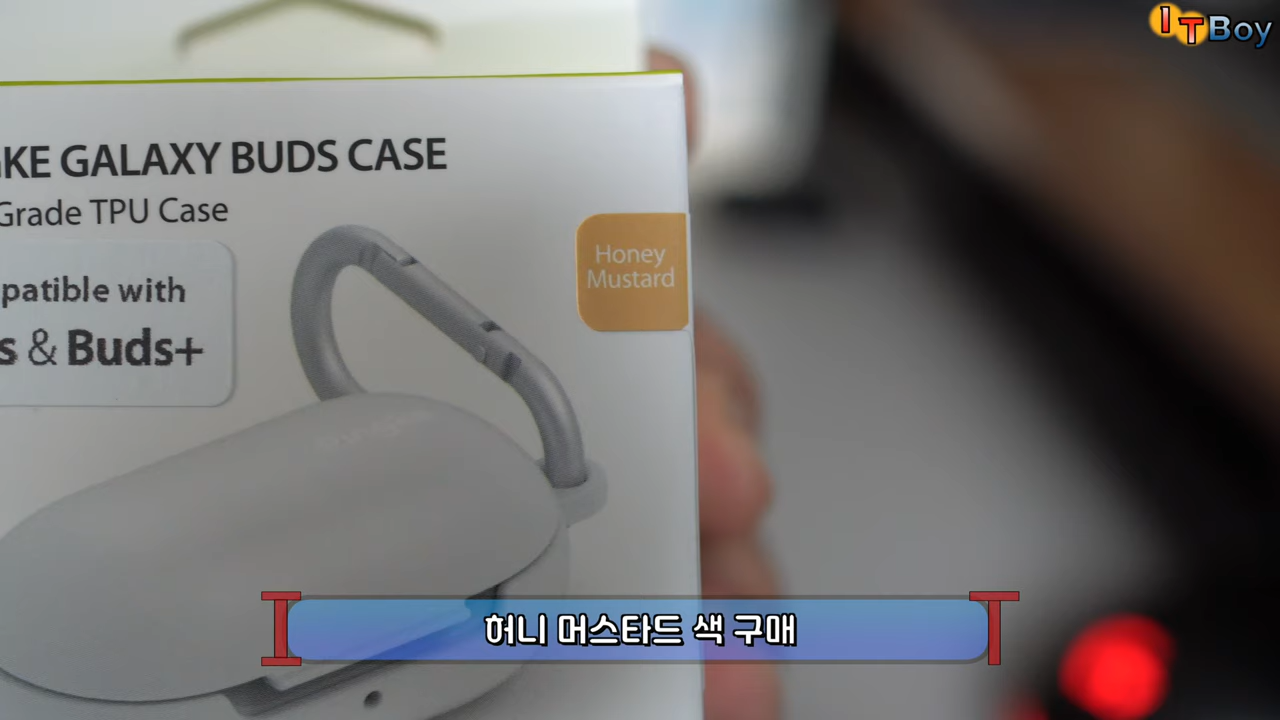 ITBoy
KE GALAXY BUDS CASE
Grade TPU Case
Honey
Mustard
patible with
s & Buds+
허니 머스타드 색 구매